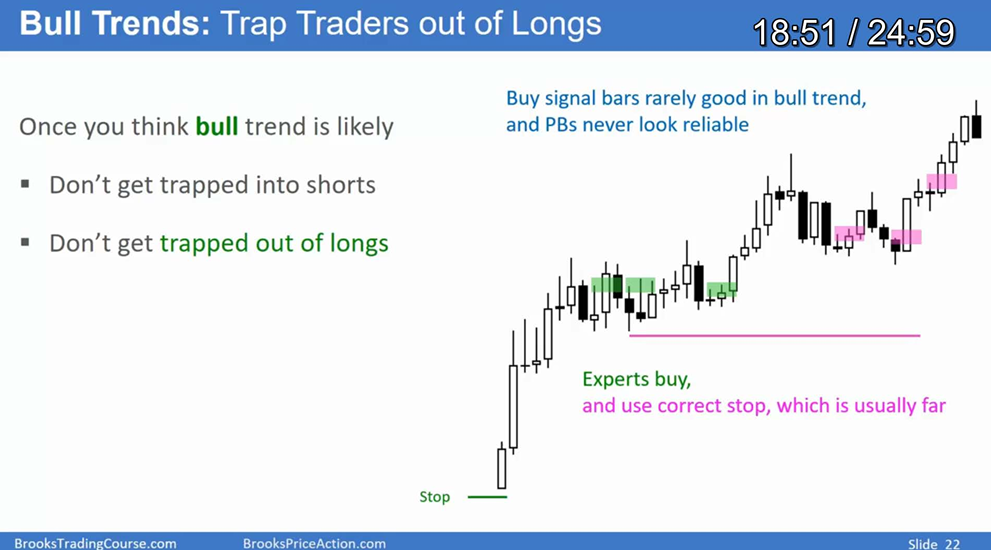 Bull Trends: Trap Traders out of Longs
18:51 / 24:59
Buy signal bars rarely good in bull trend,
and PBs never look reliable
Once you think bull trend is likely
▪ Don't get trapped into shorts
▪ Don't get trapped out of longs
Experts buy,
and use correct stop, which is usually far
Stop
BrooksTradingCourse.com
BrooksPriceAction.com
Slide 22